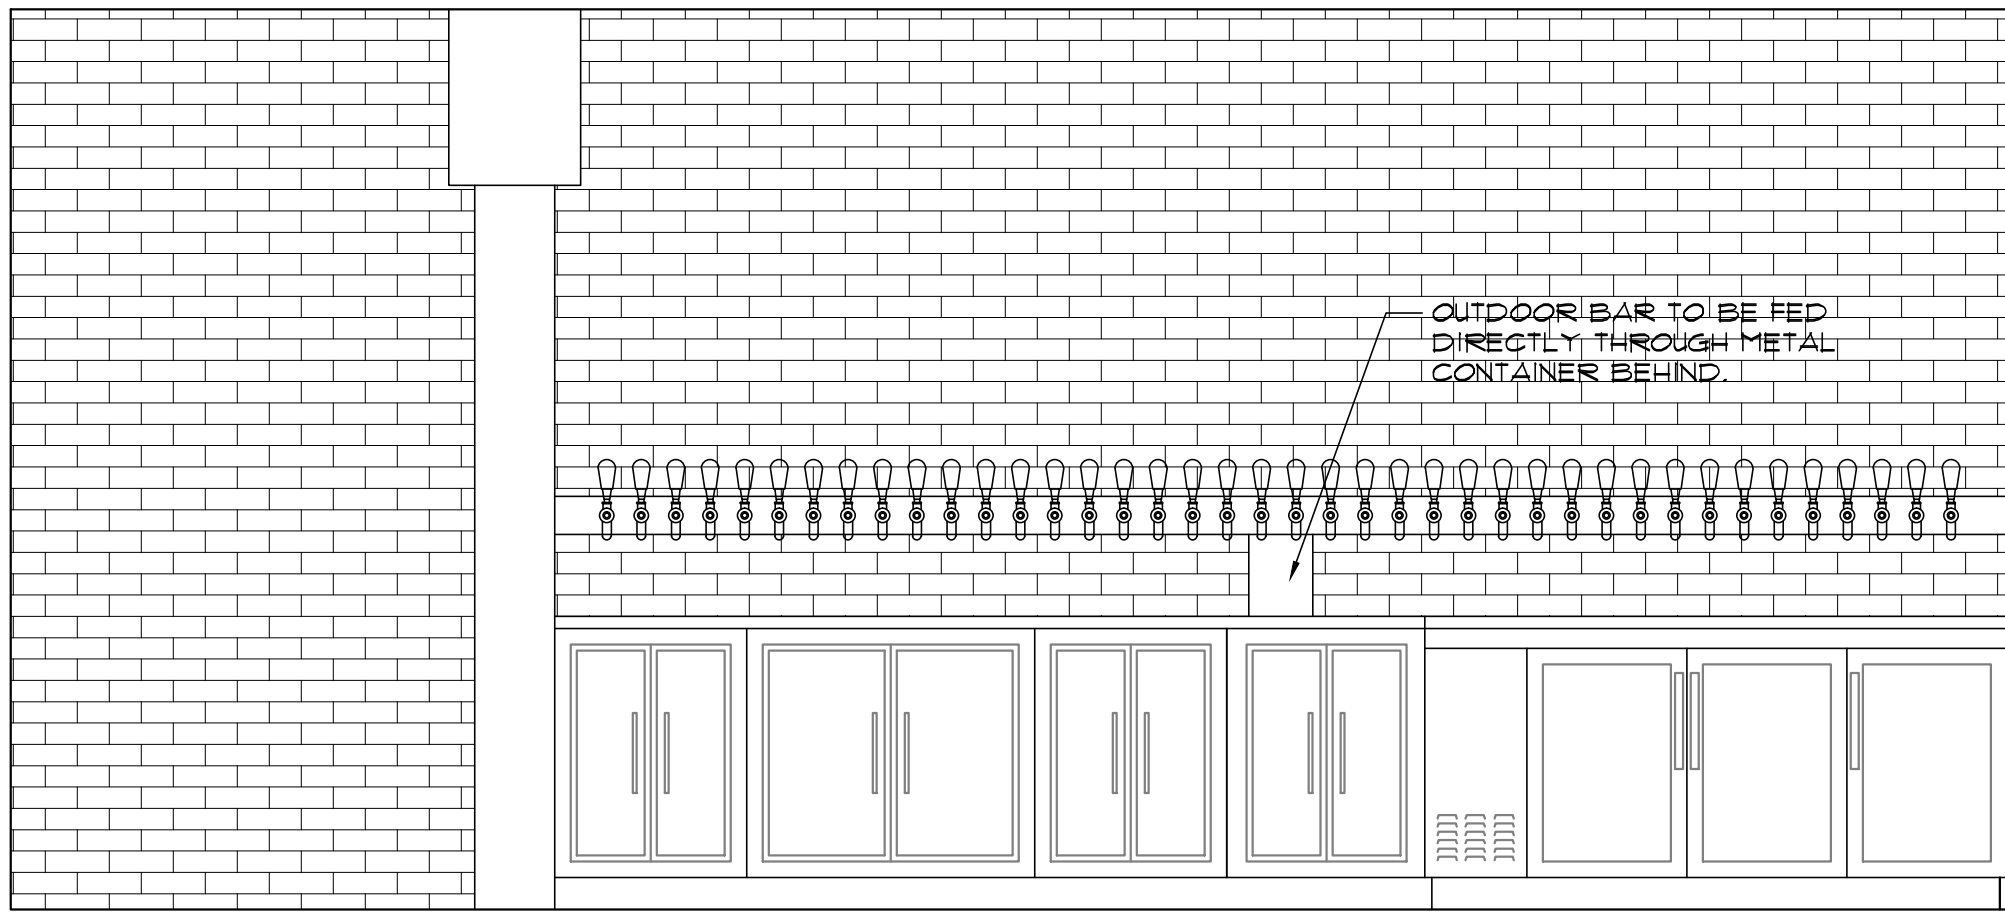 OUTDOOR BAR TO BE FED
DIRECTLY THROUGH METAL
CONTAINER BEHIND.